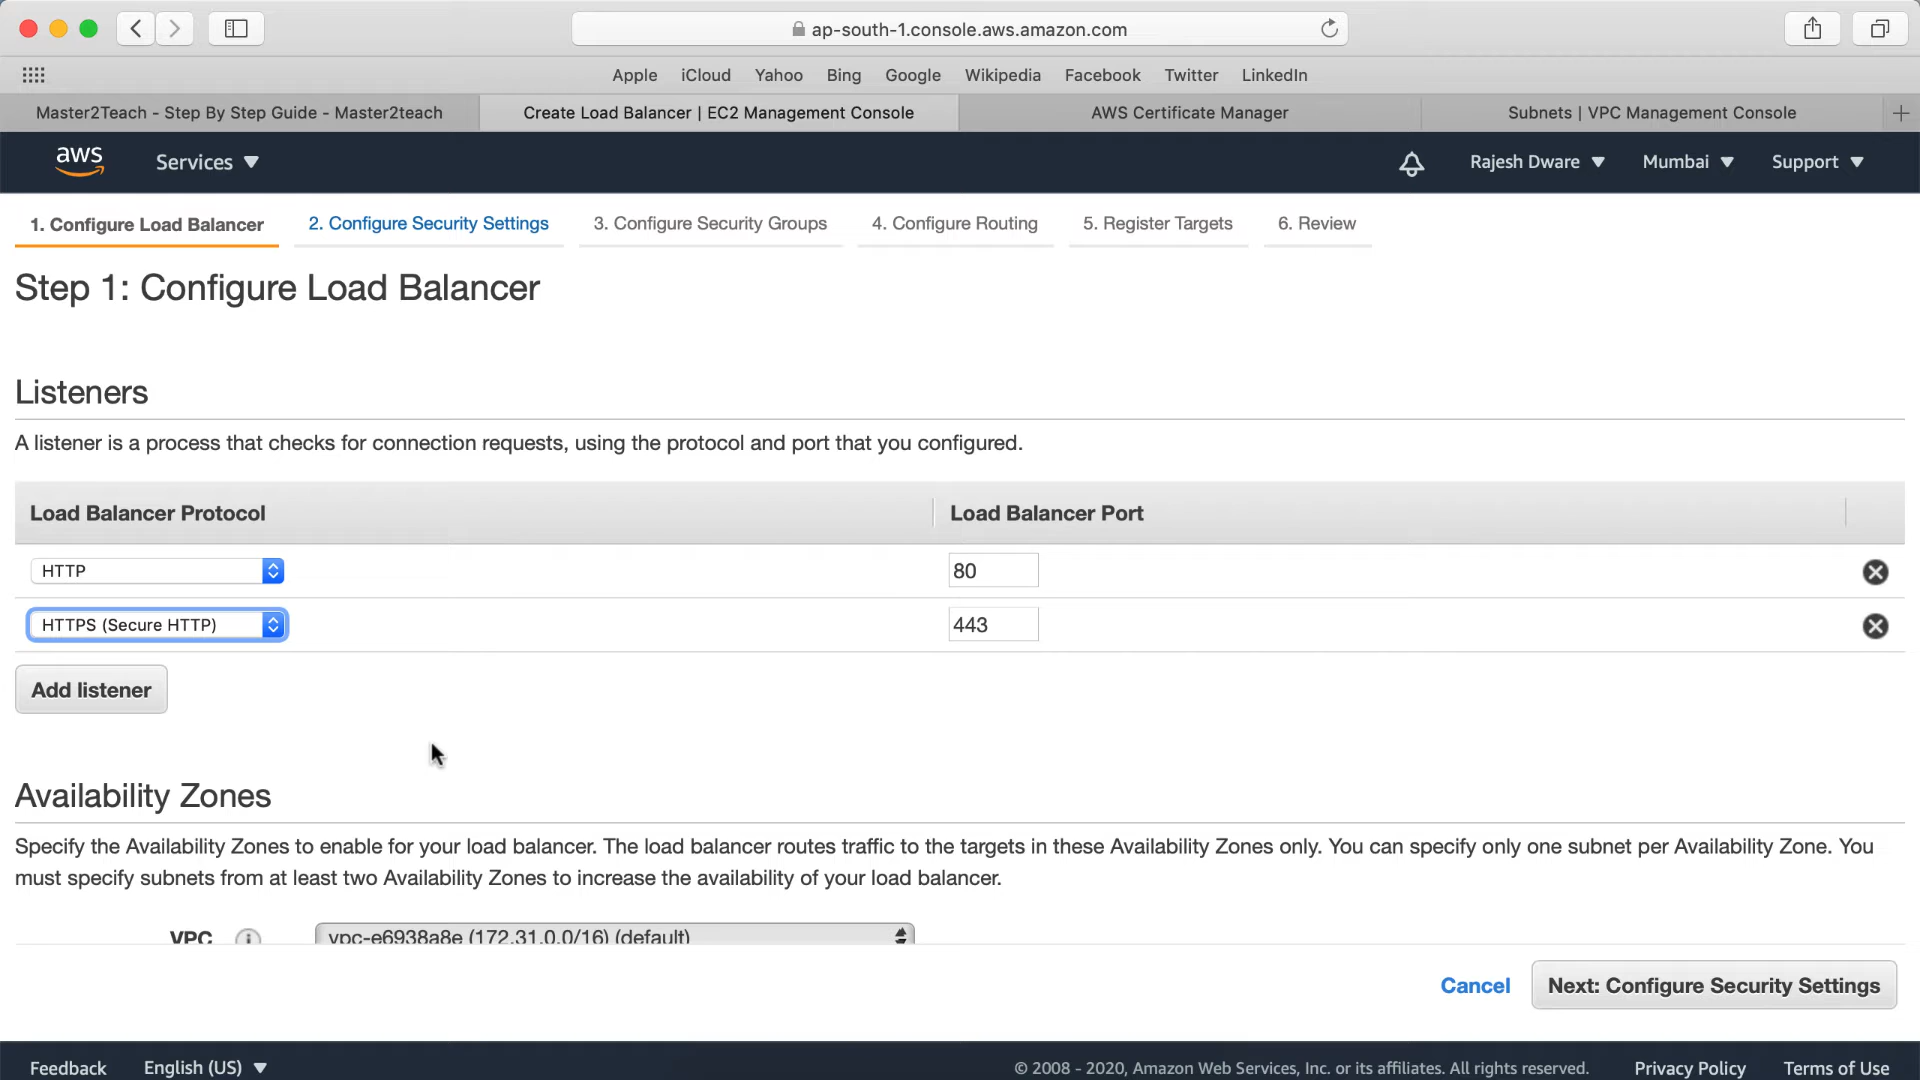 ap-south-1.console.aws.amazon.com
Apple iCloud Yahoo Bing Google Wikipedia Facebook Twitter LinkedIn
Master2Teach - Step By Step Guide - Master2teach
Create Load Balancer | EC2 Management Console
AWS Certificate Manager
Subnets | VPC Management Console
aws Services Rajesh Dware Mumbai Support
1. Configure Load Balancer 2. Configure Security Settings 3. Configure Security Groups 4. Configure Routing 5. Register Targets 6. Review
Step 1: Configure Load Balancer
Listeners
A listener is a process that checks for connection requests, using the protocol and port that you configured.
Load Balancer Protocol Load Balancer Port
HTTP 80
HTTPS (Secure HTTP) 443
Add listener
Availability Zones
Specify the Availability Zones to enable for your load balancer. The load balancer routes traffic to the targets in these Availability Zones only. You can specify only one subnet per Availability Zone. You
must specify subnets from at least two Availability Zones to increase the availability of your load balancer.
VPC i vpc-e6938a8e (172.31.0.0/16) (default)
Cancel Next: Configure Security Settings
Feedback English (US) © 2008 - 2020, Amazon Web Services, Inc. or its affiliates. All rights reserved. Privacy Policy Terms of Use